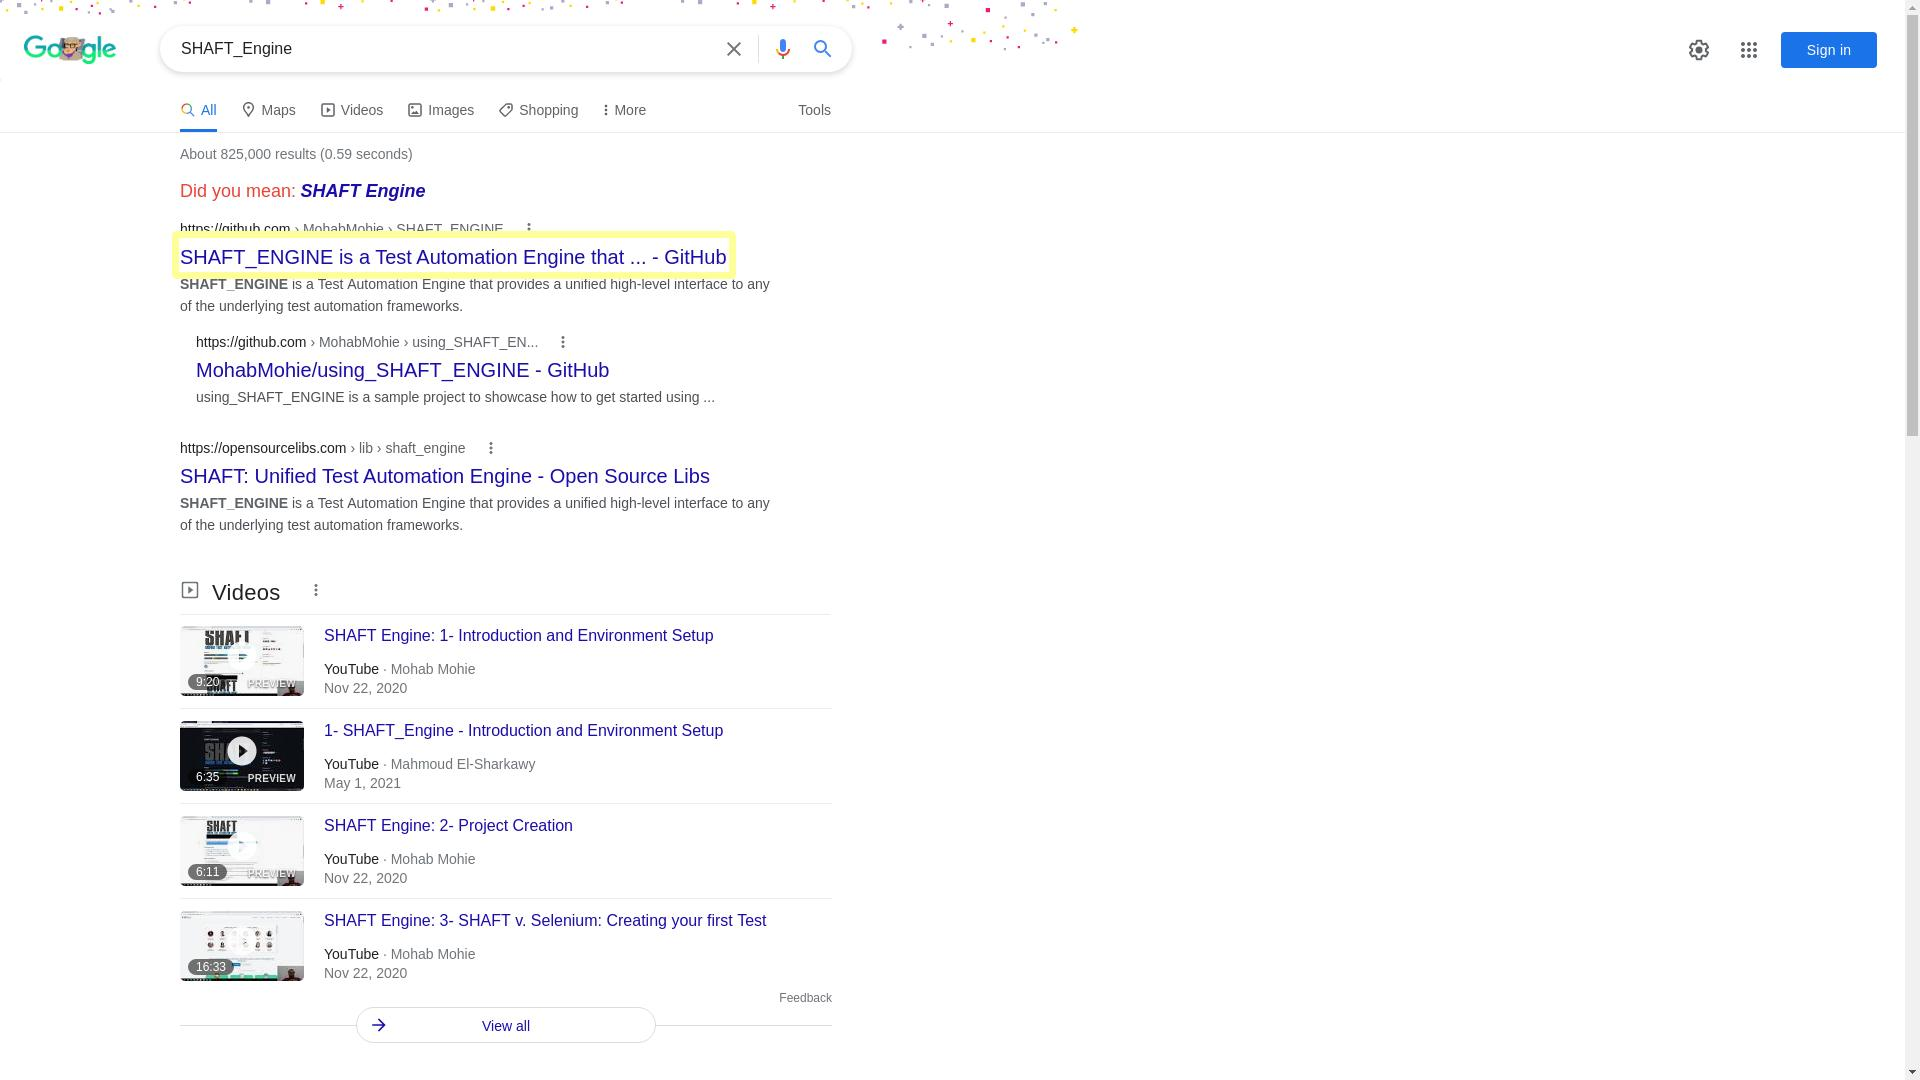 Google
SHAFT_Engine
Sign in
All
Maps
Videos
Images
Shopping
More
Tools
About 825,000 results (0.59 seconds)
Did you mean: SHAFT Engine
https://github.com › MohabMohie › SHAFT_ENGINE
SHAFT_ENGINE is a Test Automation Engine that ... - GitHub
SHAFT_ENGINE is a Test Automation Engine that provides a unified high-level interface to any
of the underlying test automation frameworks.
https://github.com › MohabMohie › using_SHAFT_EN...
MohabMohie/using_SHAFT_ENGINE - GitHub
using_SHAFT_ENGINE is a sample project to showcase how to get started using ...
https://opensourcelibs.com › lib › shaft_engine
SHAFT: Unified Test Automation Engine - Open Source Libs
SHAFT_ENGINE is a Test Automation Engine that provides a unified high-level interface to any
of the underlying test automation frameworks.
Videos
SHAFT
SHAFT
9:20
PREVIEW
SHAFT Engine: 1- Introduction and Environment Setup
YouTube · Mohab Mohie
Nov 22, 2020
6:35
PREVIEW
1- SHAFT_Engine - Introduction and Environment Setup
YouTube · Mahmoud El-Sharkawy
May 1, 2021
SHAFT
6:11
PREVIEW
SHAFT Engine: 2- Project Creation
YouTube · Mohab Mohie
Nov 22, 2020
16:33
SHAFT Engine: 3- SHAFT v. Selenium: Creating your first Test
YouTube · Mohab Mohie
Nov 22, 2020
Feedback
View all